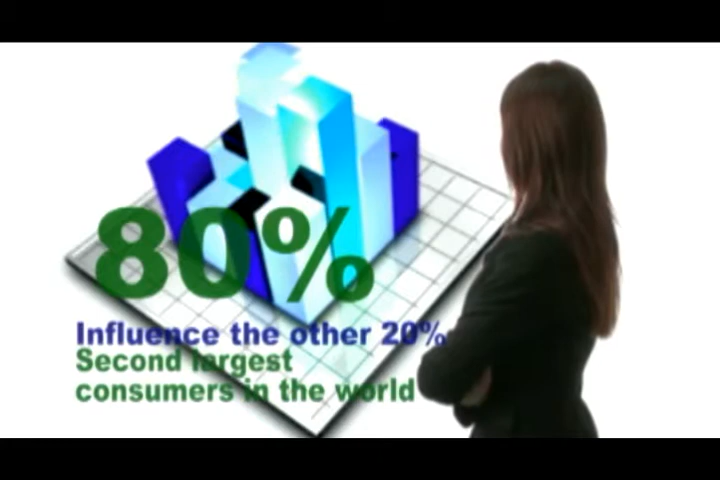 80%
Influence the other 20%
Second largest
consumers in the world